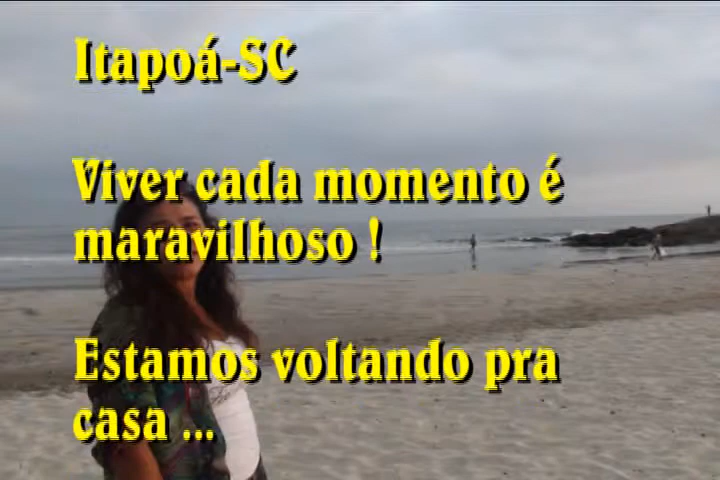 Itapoá-SC
Viver cada momento é
maravilhoso !
Estamos voltando pra
casa ...